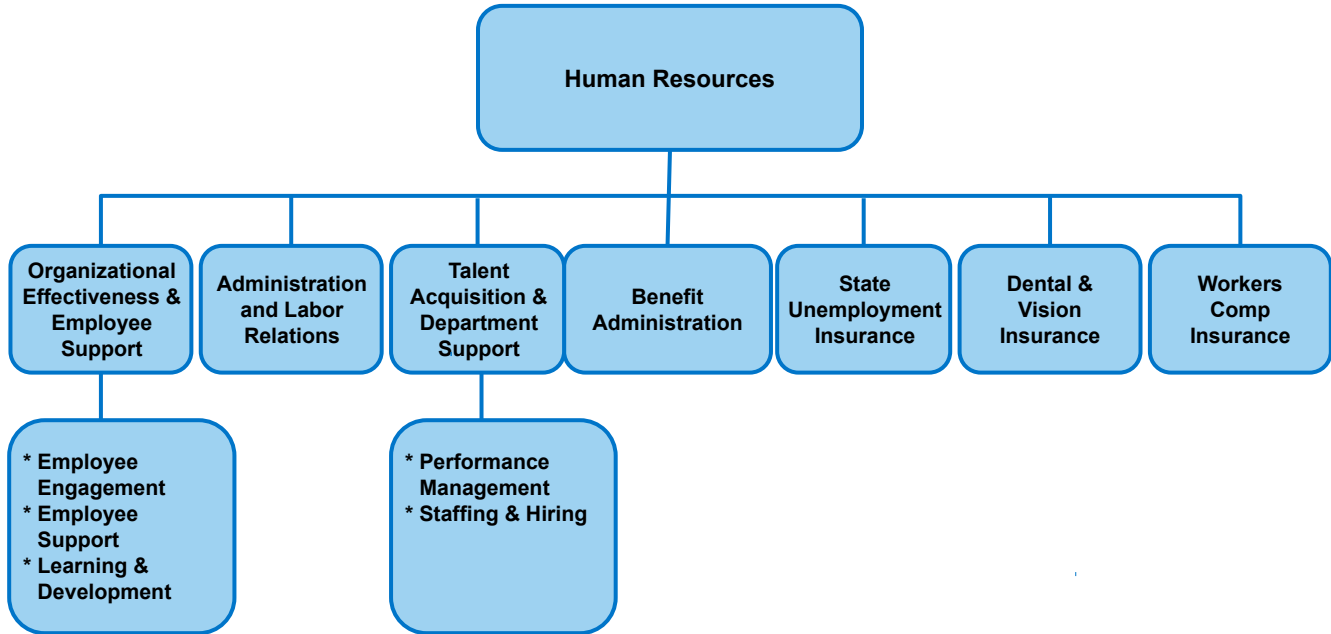 Human Resources
Organizational
Effectiveness &
Employee
Support
Administration
and Labor
Relations
Talent
Acquisition &
Department
Support
Benefit
Administration
State
Unemployment
Insurance
Dental &
Vision
Insurance
Workers
Comp
Insurance
* Employee
Engagement
* Employee
Support
* Learning &
Development
* Performance
Management
* Staffing & Hiring